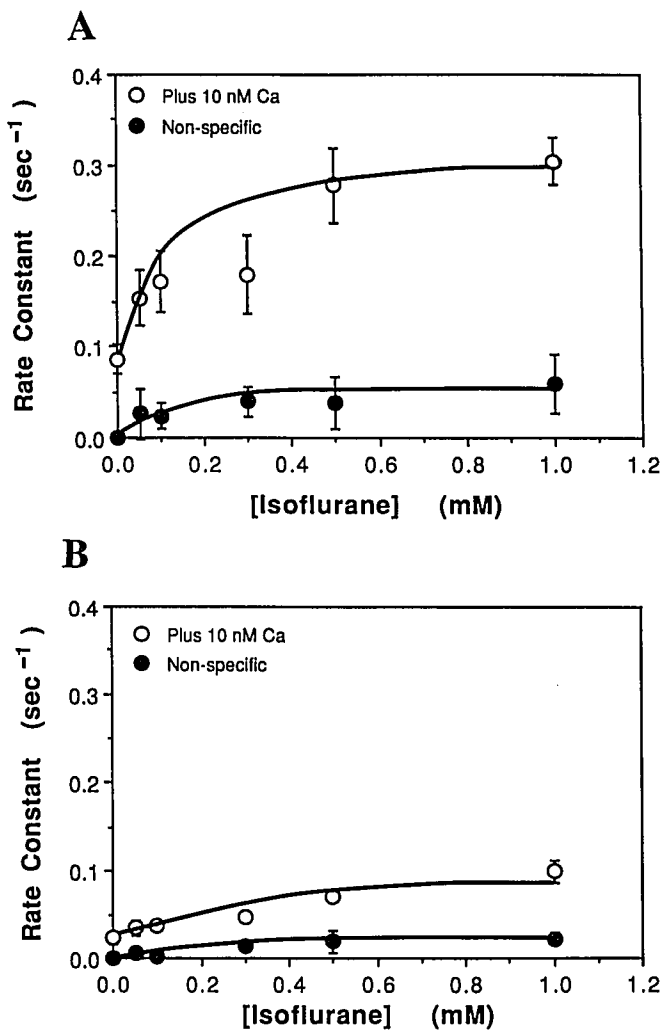 A
Rate Constant (sec⁻¹)
0.4
0.3
0.2
0.1
0.0
Plus 10 nM Ca
Non-specific
0.0 0.2 0.4 0.6 0.8 1.0 1.2
[Isoflurane] (mM)
B
Rate Constant (sec⁻¹)
0.4
0.3
0.2
0.1
0.0
Plus 10 nM Ca
Non-specific
0.0 0.2 0.4 0.6 0.8 1.0 1.2
[Isoflurane] (mM)